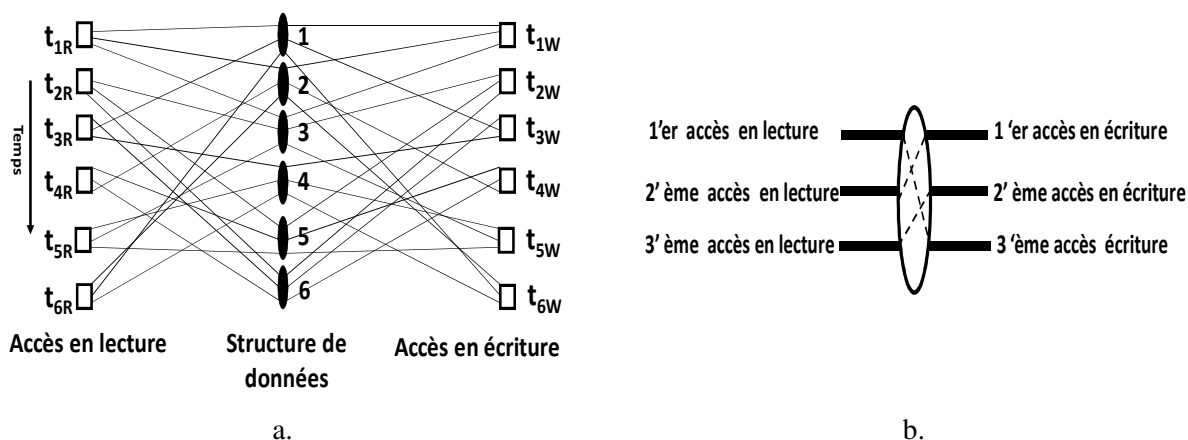 t1R
t2R
t3R
t4R
t5R
t6R
Temps
1
2
3
4
5
6
t1W
t2W
t3W
t4W
t5W
t6W
Accès en lecture
Structure de
données
Accès en écriture
a.
1'er accès en lecture
2' ème accès en lecture
3' ème accès en lecture
1 'er accès en écriture
2' ème accès en écriture
3 'ème accès écriture
b.